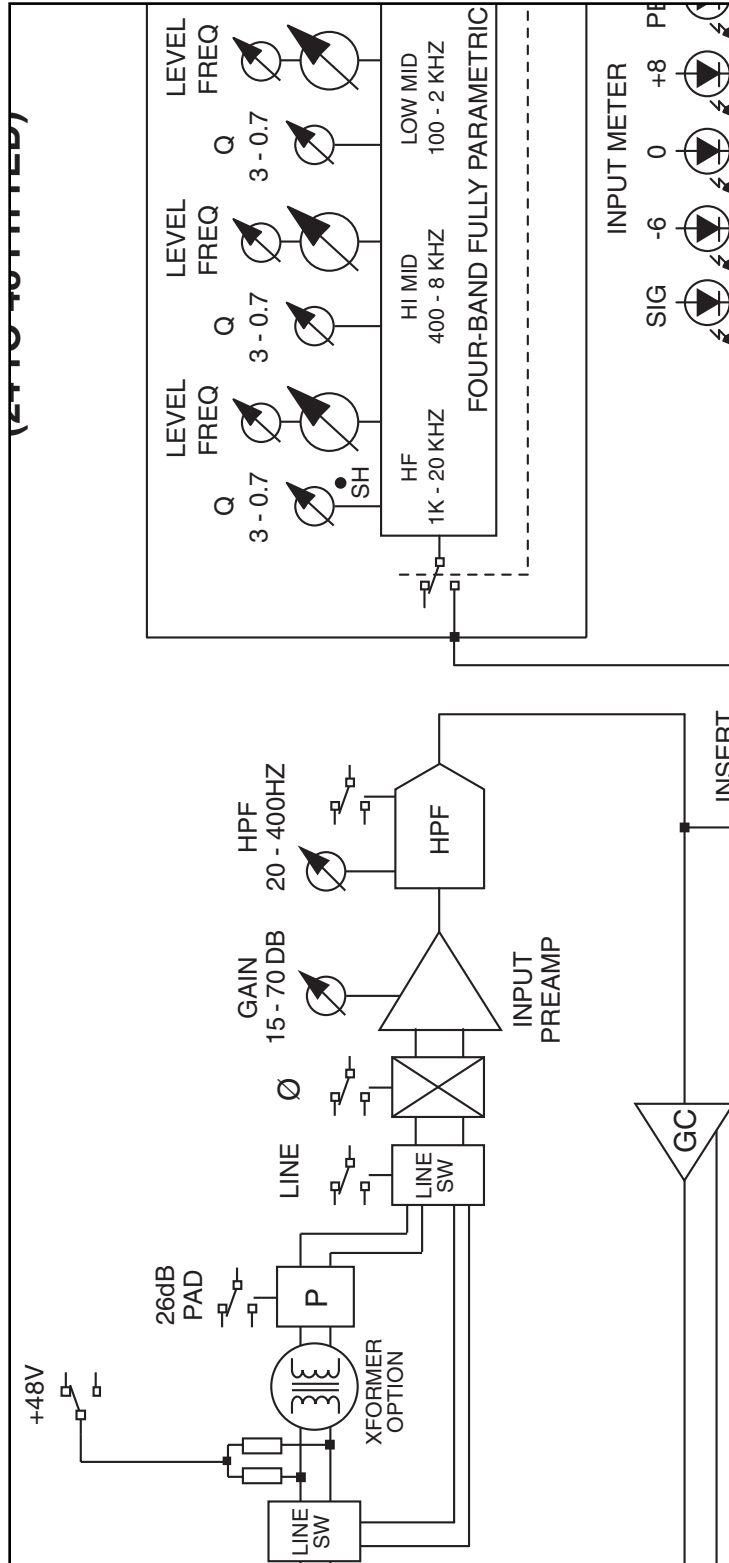 +48V
LINE
SW
XFORMER
OPTION
26dB
PAD
P
LINE
LINE
SW
Ø
GAIN
15 - 70 DB
INPUT
PREAMP
HPF
20 - 400HZ
HPF
GC
INSERT
Q
3 - 0.7
SH
LEVEL
FREQ
HF
1K - 20 KHZ
Q
3 - 0.7
LEVEL
FREQ
HI MID
400 - 8 KHZ
Q
3 - 0.7
LEVEL
FREQ
LOW MID
100 - 2 KHZ
FOUR-BAND FULLY PARAMETRIC
INPUT METER
SIG
-6
0
+8